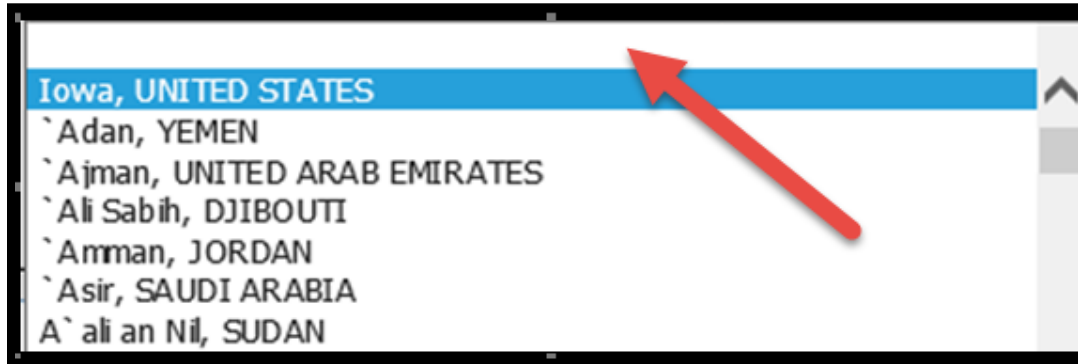 Iowa, UNITED STATES
`Adan, YEMEN
`Ajman, UNITED ARAB EMIRATES
`Ali Sabih, DJIBOUTI
`Amman, JORDAN
`Asir, SAUDI ARABIA
A`ali an Nil, SUDAN